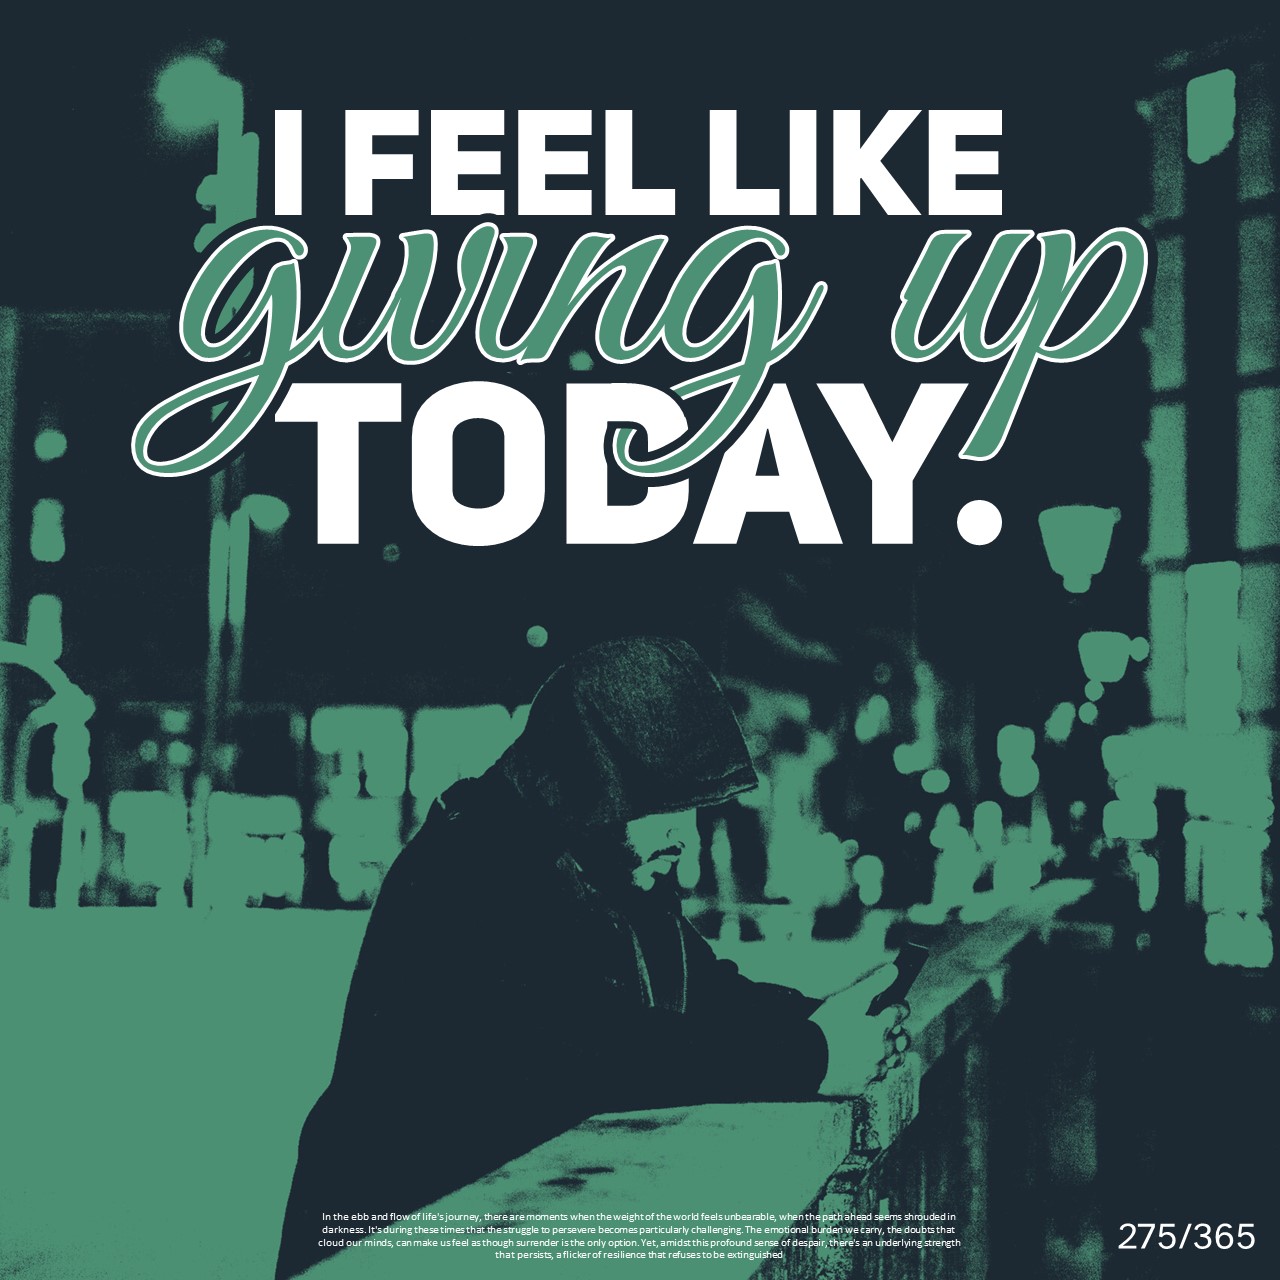 I FEEL LIKE
giving up
TODAY.
In the ebb and flow of life's journey, there are moments when the weight of the world feels unbearable, when the path ahead seems shrouded in
darkness. It's during these times that the struggle to persevere becomes particularly challenging. The emotional burden we carry, the doubts that
cloud our minds, can make us feel as though surrender is the only option. Yet, amidst this profound sense of despair, there's an underlying strength
that persists, a flicker of resilience that refuses to be extinguished.
275/365